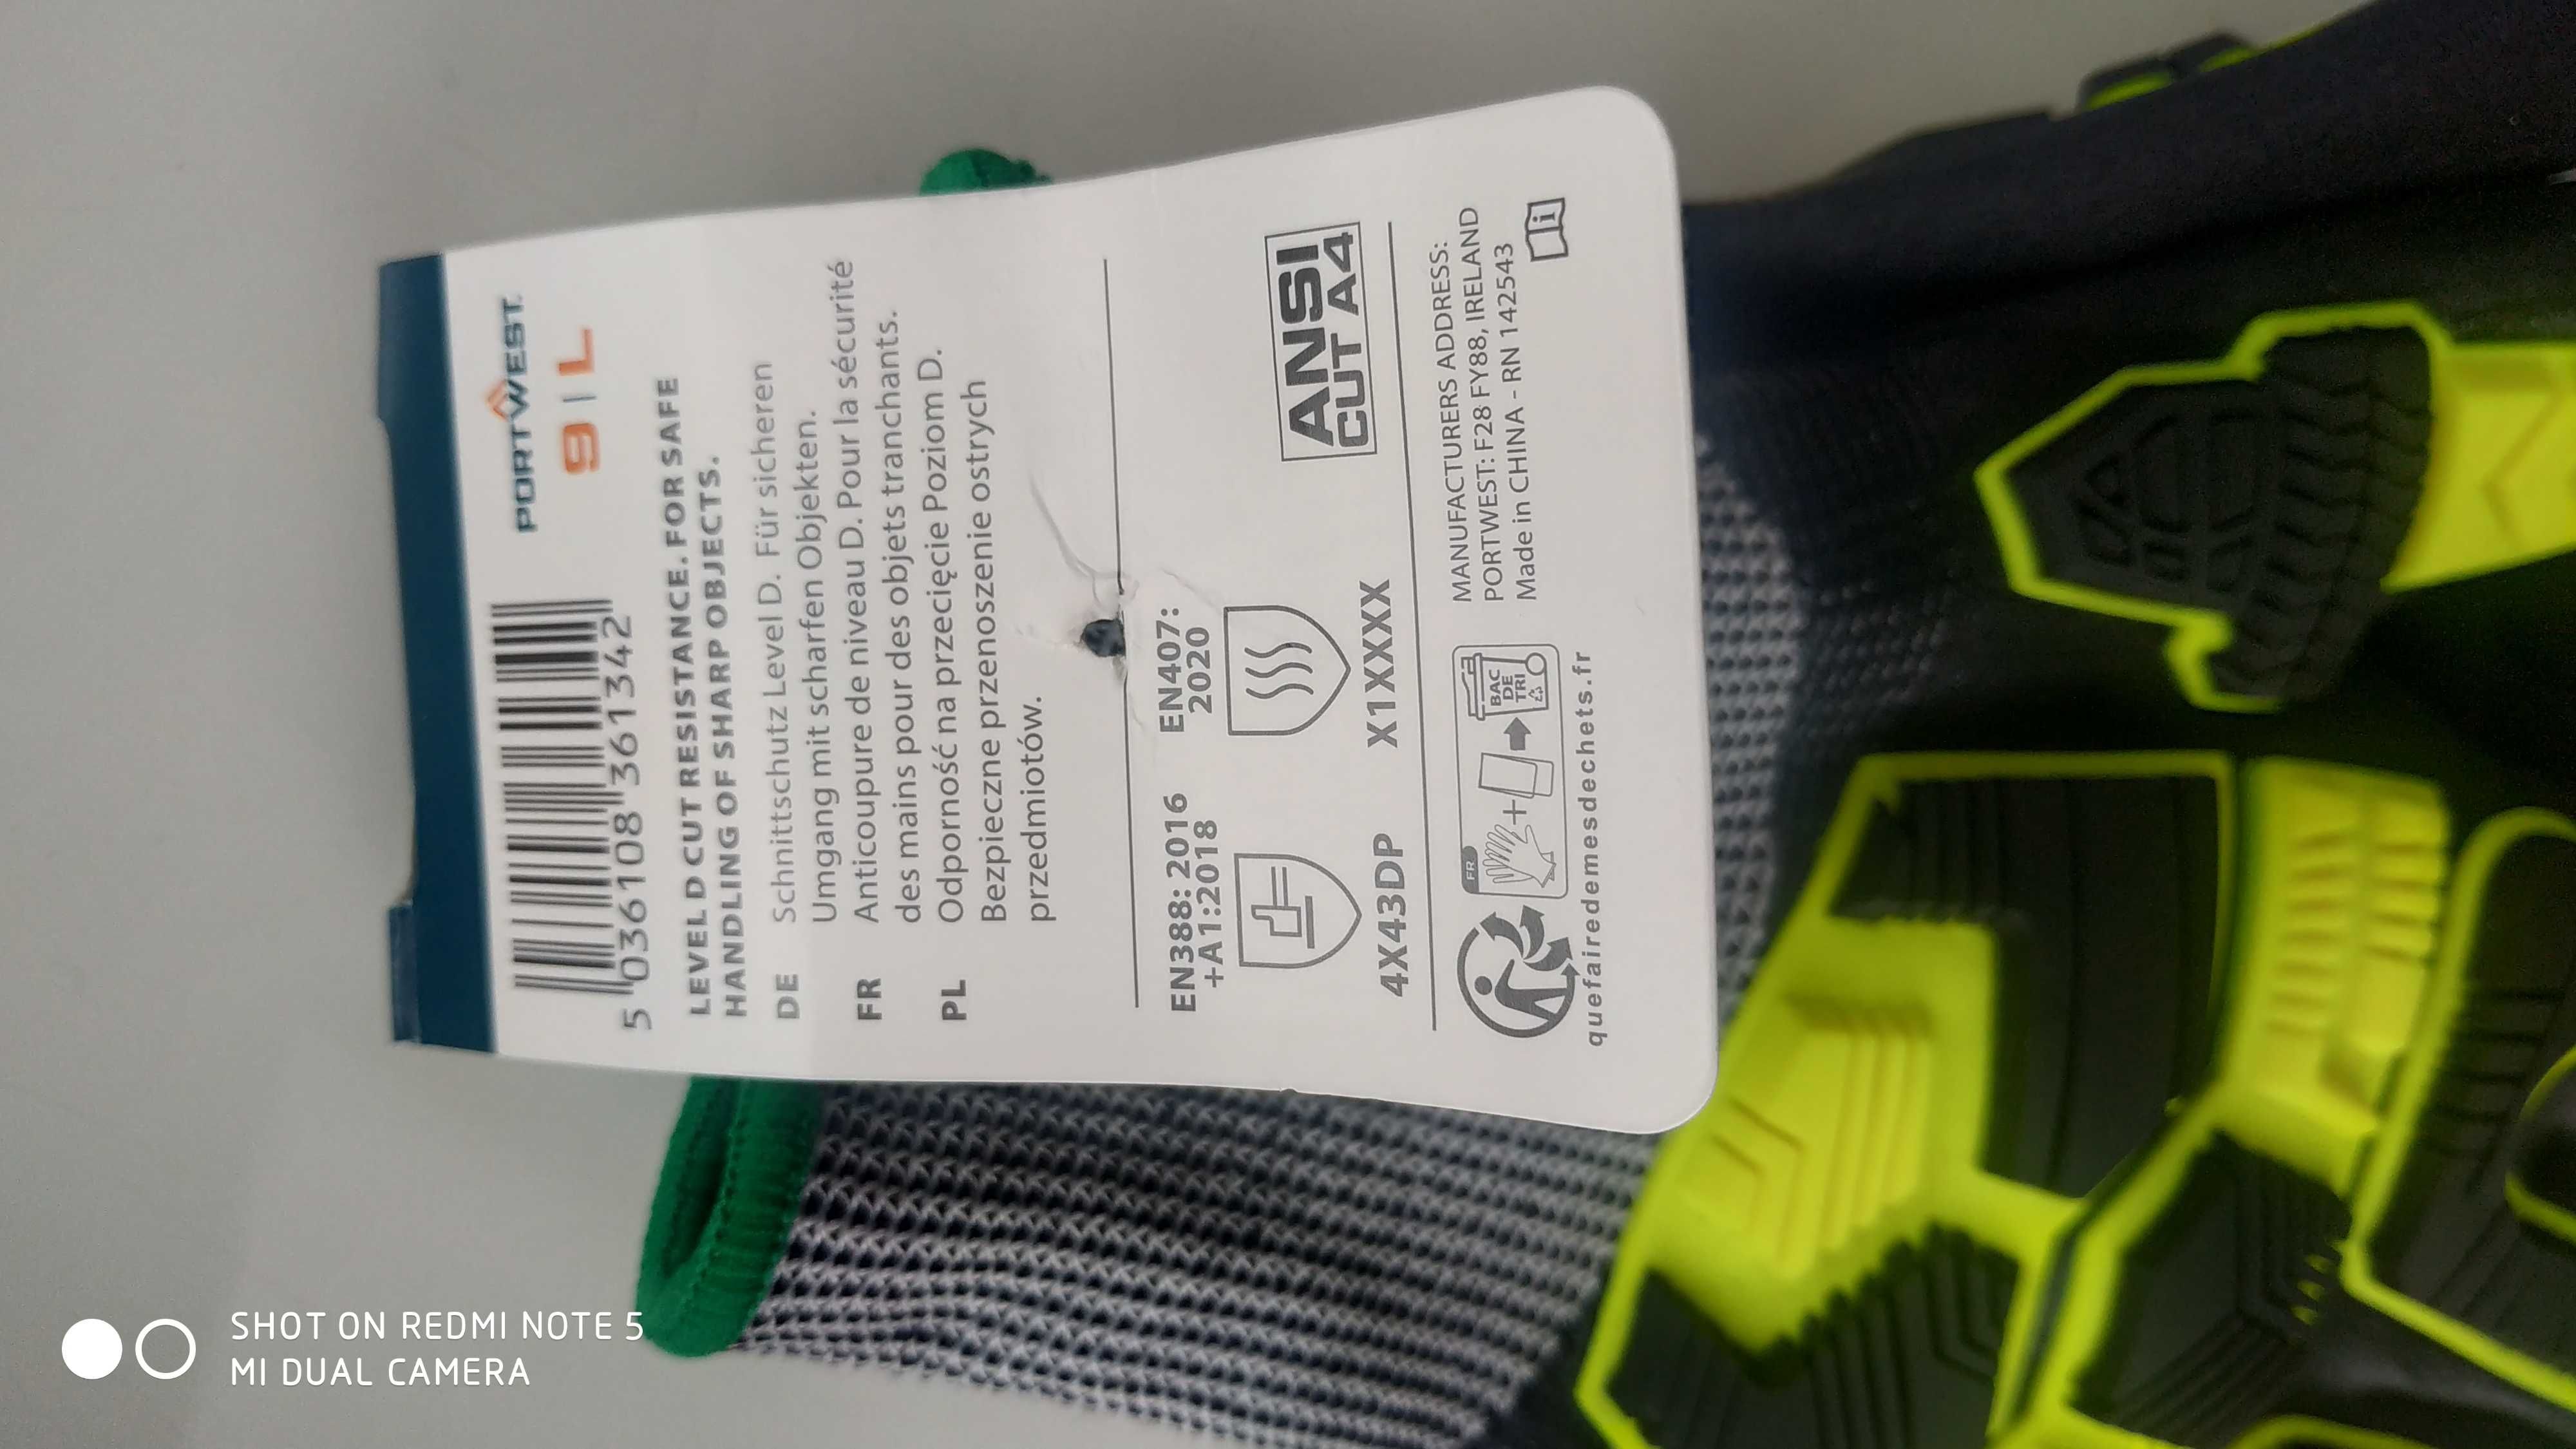 PORTWEST
9 | L
5 036108 361342
LEVEL D CUT RESISTANCE. FOR SAFE
HANDLING OF SHARP OBJECTS.
DE Schnittschutz Level D. Für sicheren
Umgang mit scharfen Objekten.
FR Anticoupure de niveau D. Pour la sécurité
des mains pour des objets tranchants.
PL Odporność na przecięcie Poziom D.
Bezpieczne przenoszenie ostrych
przedmiotów.
EN388: 2016
+A1:2018
4X43DP
EN407:
2020
X1XXXX
ANSI
CUT A4
FR
BAC
DE
TRI
quefairedemesdechets.fr
MANUFACTURERS ADDRESS:
PORTWEST: F28 FY88, IRELAND
Made in CHINA - RN 142543
i
SHOT ON REDMI NOTE 5
MI DUAL CAMERA